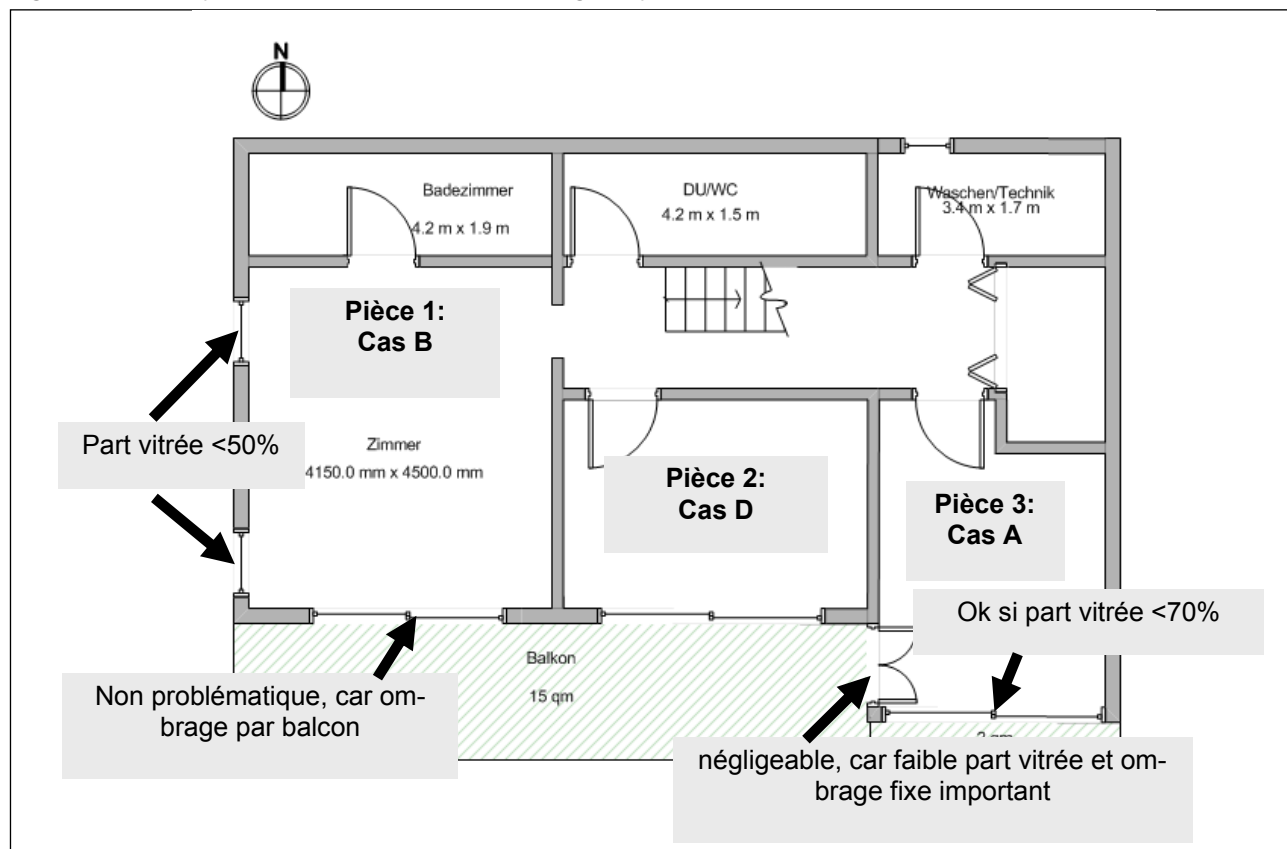 N
Badezimmer
4.2 m x 1.9 m
DU/WC
4.2 m x 1.5 m
Waschen/Technik
3.4 m x 1.7 m
Pièce 1:
Cas B
Part vitrée <50%
Zimmer
4150.0 mm x 4500.0 mm
Pièce 2:
Cas D
Pièce 3:
Cas A
Ok si part vitrée <70%
Balkon
15 qm
Non problématique, car om-
brage par balcon
négligeable, car faible part vitrée et om-
brage fixe important